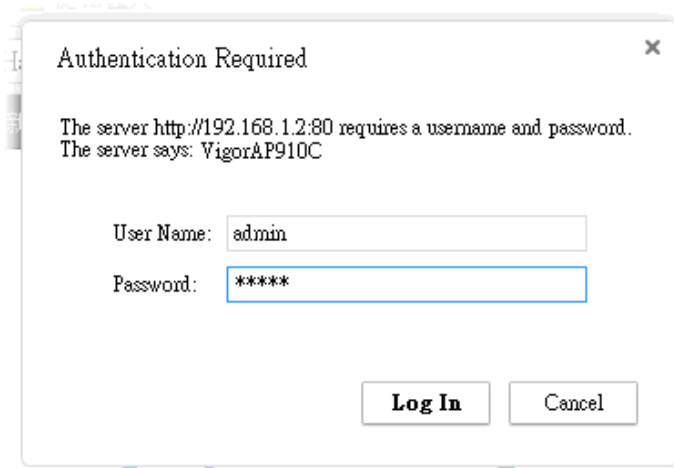 Authentication Required
The server http://192.168.1.2:80 requires a username and password.
The server says: VigorAP910C
User Name: admin
Password: *****
Log In Cancel